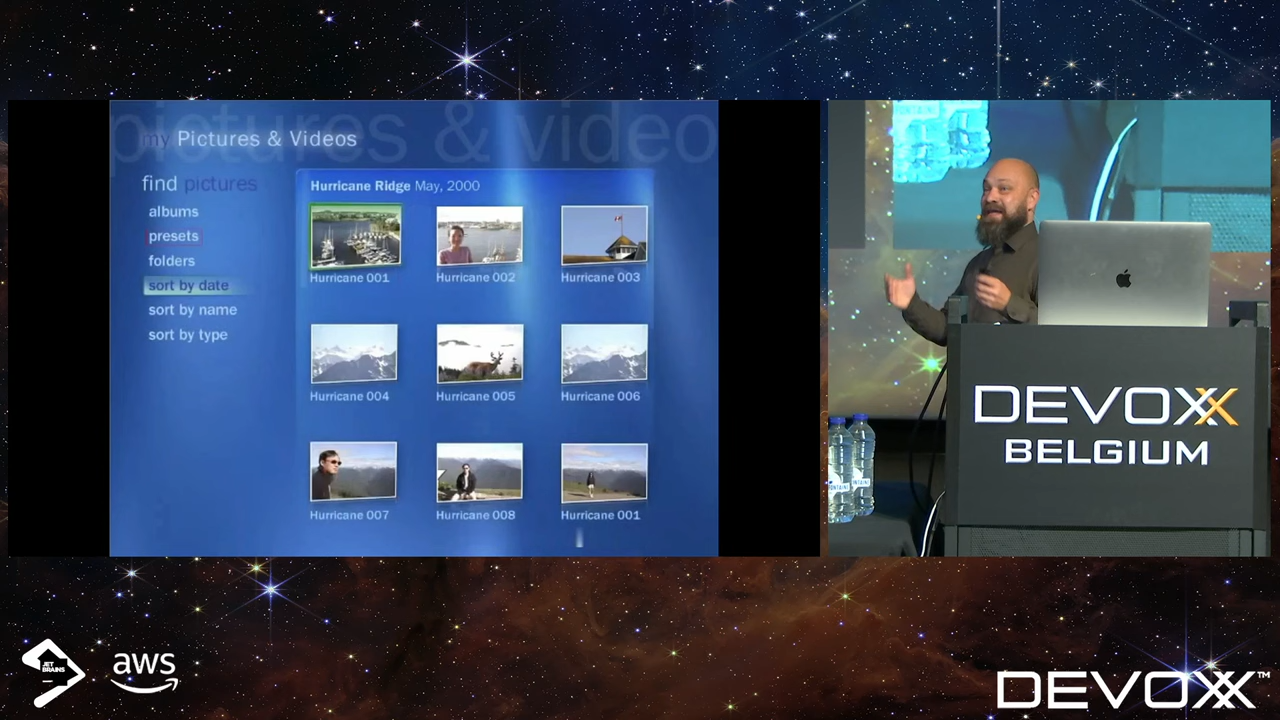 pictures & video
my Pictures & Videos
find pictures
albums
presets
folders
sort by date
sort by name
sort by type
Hurricane Ridge May, 2000
Hurricane 001
Hurricane 002
Hurricane 003
Hurricane 004
Hurricane 005
Hurricane 006
Hurricane 007
Hurricane 008
Hurricane 001
DEVOXX
BELGIUM
JET
BRAINS
aws
DEVOXX™